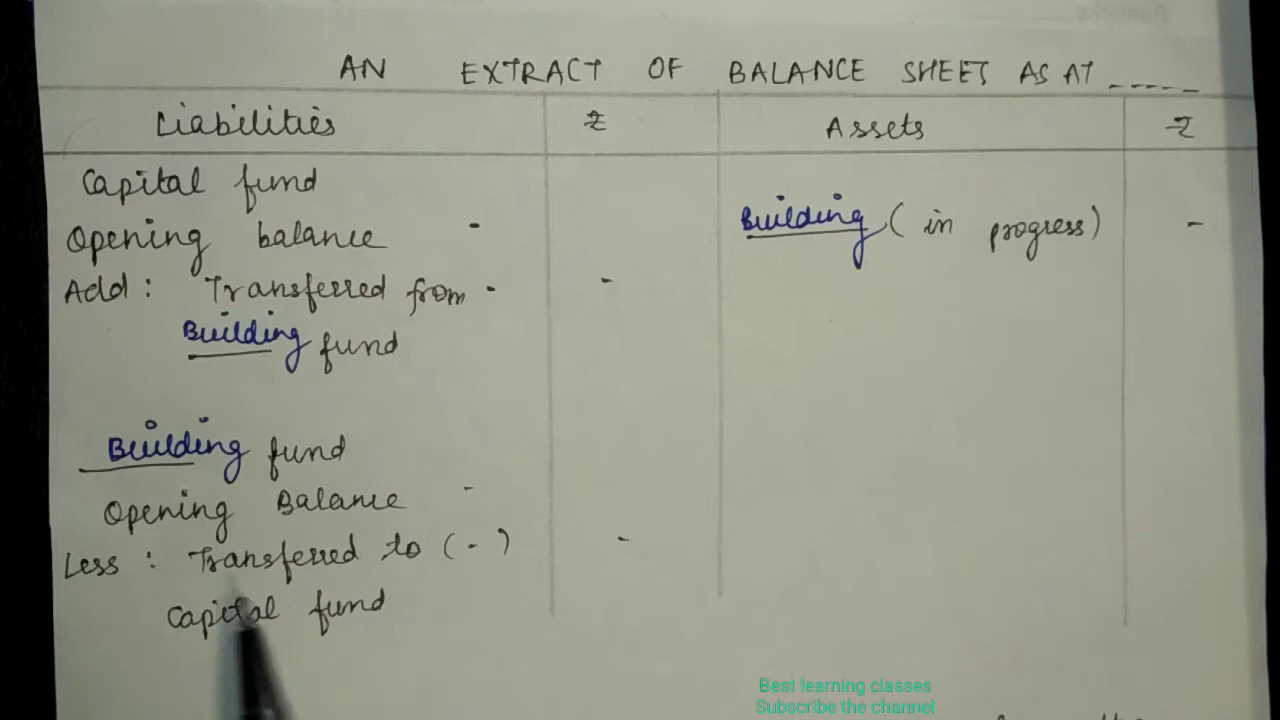 AN EXTRACT OF BALANCE SHEET AS AT -----
Liabilities ₹ Assets ₹
Capital fund
Opening balance - Building (in progress) -
Add: Transferred from - -
Building fund
Building fund
Opening Balance -
Less: Transferred to (-) -
Capital fund
Best learning classes
Subscribe the channel